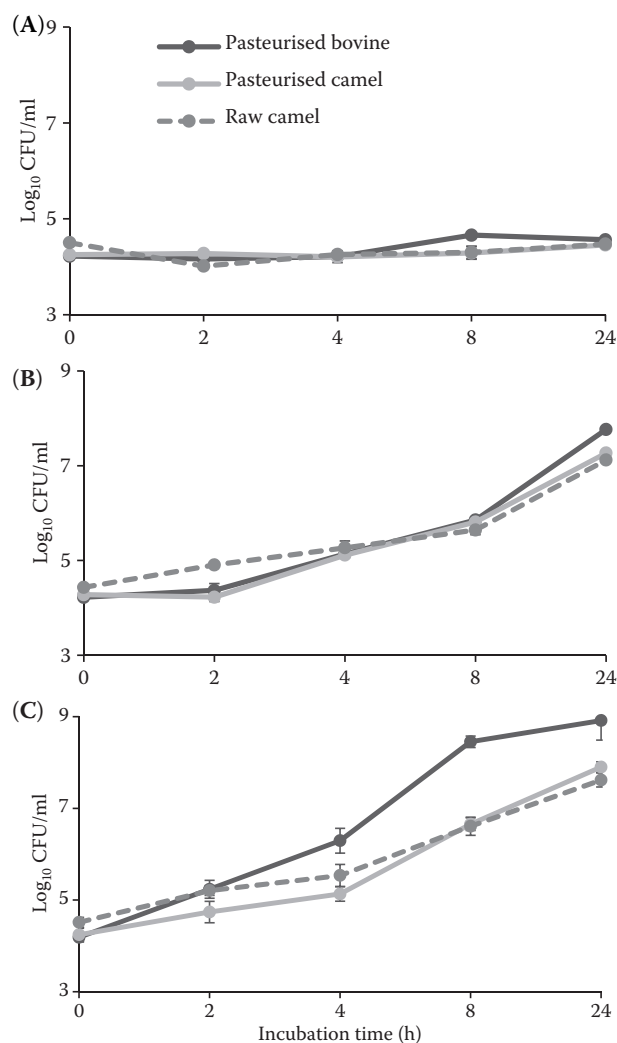 (A)
9
Pasteurised bovine
Pasteurised camel
Raw camel
7
Log₁₀ CFU/ml
5
3
0 2 4 8 24
(B)
9
7
Log₁₀ CFU/ml
5
3
0 2 4 8 24
(C)
9
7
Log₁₀ CFU/ml
5
3
0 2 4 8 24
Incubation time (h)